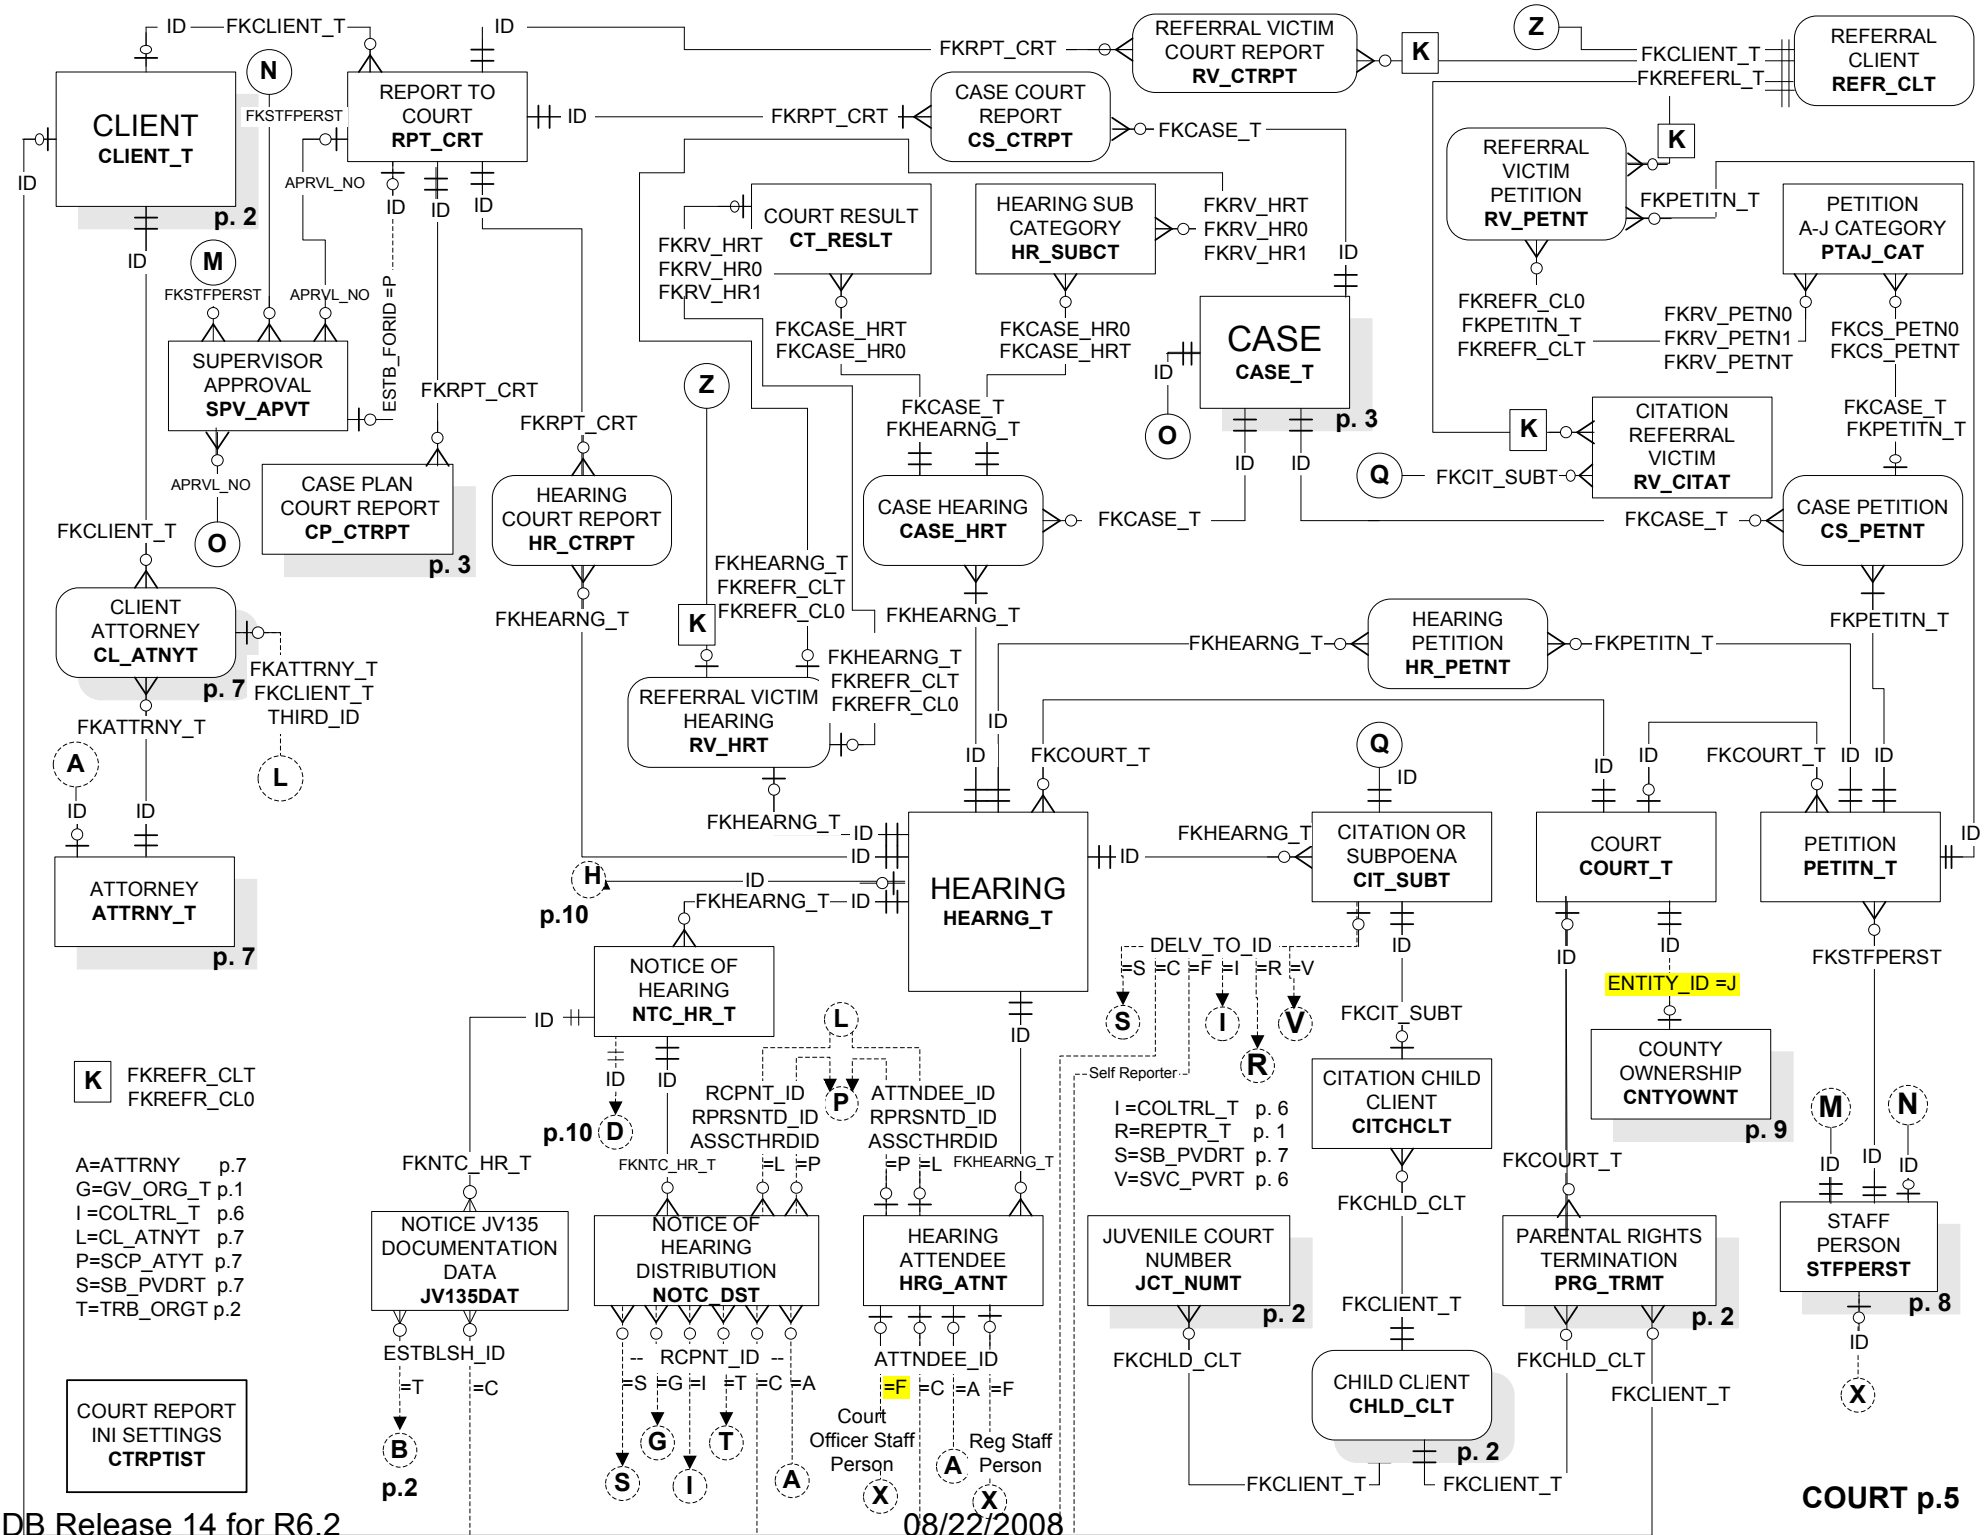 ID
FKCLIENT_T
ID
FKRPT_CRT
REFERRAL VICTIM
COURT REPORT
RV_CTRPT
K
Z
FKCLIENT_T
FKREFERL_T
REFERRAL
CLIENT
REFR_CLT
CLIENT
CLIENT_T
p. 2
ID
N
FKSTFPERST
REPORT TO
COURT
RPT_CRT
ID
FKRPT_CRT
CASE COURT
REPORT
CS_CTRPT
FKCASE_T
K
REFERRAL
VICTIM
PETITION
RV_PETNT
FKPETITN_T
PETITION
A-J CATEGORY
PTAJ_CAT
APRVL_NO
ID
ID
ID
ID
M
FKSTFPERST
APRVL_NO
ESTB_FORID =P
FKRV_HRT
FKRV_HR0
FKRV_HR1
COURT RESULT
CT_RESLT
HEARING SUB
CATEGORY
HR_SUBCT
FKRV_HRT
FKRV_HR0
FKRV_HR1
ID
FKREFR_CL0
FKPETITN_T
FKREFR_CLT
FKRV_PETN0
FKRV_PETN1
FKRV_PETNT
FKCS_PETN0
FKCS_PETNT
SUPERVISOR
APPROVAL
SPV_APVT
FKRPT_CRT
FKRPT_CRT
Z
FKCASE_HRT
FKCASE_HR0
FKCASE_HR0
FKCASE_HRT
FKCASE_T
FKHEARNG_T
CASE
CASE_T
p. 3
ID
O
ID
ID
K
Q
FKCIT_SUBT
CITATION
REFERRAL
VICTIM
RV_CITAT
FKCASE_T
FKPETITN_T
APRVL_NO
O
CASE PLAN
COURT REPORT
CP_CTRPT
p. 3
HEARING
COURT REPORT
HR_CTRPT
CASE HEARING
CASE_HRT
FKCASE_T
FKCASE_T
CASE PETITION
CS_PETNT
FKCLIENT_T
CLIENT
ATTORNEY
CL_ATNYT
p. 7
FKATTRNY_T
FKCLIENT_T
THIRD_ID
L
FKHEARNG_T
K
FKHEARNG_T
FKREFR_CLT
FKREFR_CL0
FKHEARNG_T
FKREFR_CLT
FKREFR_CL0
REFERRAL VICTIM
HEARING
RV_HRT
FKHEARNG_T
FKHEARNG_T
HEARING
PETITION
HR_PETNT
FKPETITN_T
FKPETITN_T
FKATTRNY_T
A
ID
ID
ATTORNEY
ATTRNY_T
p. 7
FKHEARNG_T
ID
ID
ID
ID
FKCOURT_T
Q
ID
ID
ID
FKCOURT_T
ID
ID
H
p.10
ID
FKHEARNG_T
ID
HEARING
HEARNG_T
ID
FKHEARNG_T
CITATION OR
SUBPOENA
CIT_SUBT
COURT
COURT_T
PETITION
PETITN_T
ID
NOTICE OF
HEARING
NTC_HR_T
ID
DELV_TO_ID
=S
=C
=F
=I
=R
=V
S
I
R
V
ID
FKCIT_SUBT
ID
ID
ENTITY_ID =J
COUNTY
OWNERSHIP
CNTYOWNT
p. 9
FKSTFPERST
K
FKREFR_CLT
FKREFR_CL0
p.10
D
ID
ID
L
P
RCPNT_ID
RPRSNTD_ID
ASSCTHRDID
=L
=P
ATTNDEE_ID
RPRSNTD_ID
ASSCTHRDID
=P
=L
ID
FKHEARNG_T
Self Reporter
I =COLTRL_T p. 6
R=REPTR_T p. 1
S=SB_PVDRT p. 7
V=SVC_PVRT p. 6
CITATION CHILD
CLIENT
CITCHCLT
FKCHLD_CLT
M
N
ID
ID
ID
A=ATTRNY p.7
G=GV_ORG_T p.1
I =COLTRL_T p.6
L=CL_ATNYT p.7
P=SCP_ATYT p.7
S=SB_PVDRT p.7
T=TRB_ORGT p.2
FKNTC_HR_T
FKNTC_HR_T
FKCOURT_T
NOTICE JV135
DOCUMENTATION
DATA
JV135DAT
NOTICE OF
HEARING
DISTRIBUTION
NOTC_DST
HEARING
ATTENDEE
HRG_ATNT
JUVENILE COURT
NUMBER
JCT_NUMT
p. 2
PARENTAL RIGHTS
TERMINATION
PRG_TRMT
p. 2
STAFF
PERSON
STFPERST
p. 8
ID
X
ESTBLSH_ID
=T
=C
B
p.2
-- RCPNT_ID --
=S
=G
=I
=T
=C
=A
S
G
I
T
A
ATTNDEE_ID
=F
=C
=A
=F
Court
Officer Staff
Person
X
A
Reg Staff
Person
X
FKCHLD_CLT
FKCLIENT_T
CHILD CLIENT
CHLD_CLT
p. 2
FKCHLD_CLT
FKCLIENT_T
FKCLIENT_T
FKCLIENT_T
COURT REPORT
INI SETTINGS
CTRPTIST
DB Release 14 for R6.2
08/22/2008
COURT p.5